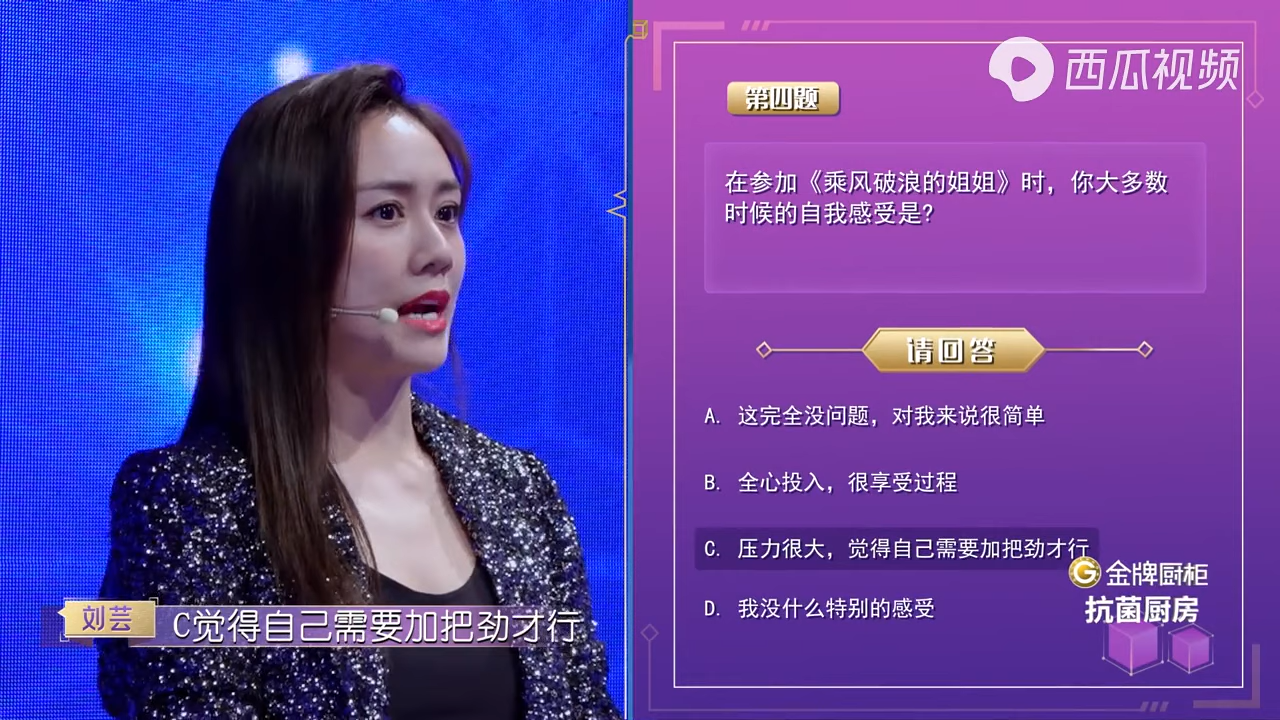 西瓜视频
第四题
在参加《乘风破浪的姐姐》时，你大多数
时候的自我感受是?
请回答
A. 这完全没问题，对我来说很简单
B. 全心投入，很享受过程
C. 压力很大，觉得自己需要加把劲才行
D. 我没什么特别的感受
G 金牌厨柜
抗菌厨房
刘芸
C觉得自己需要加把劲才行